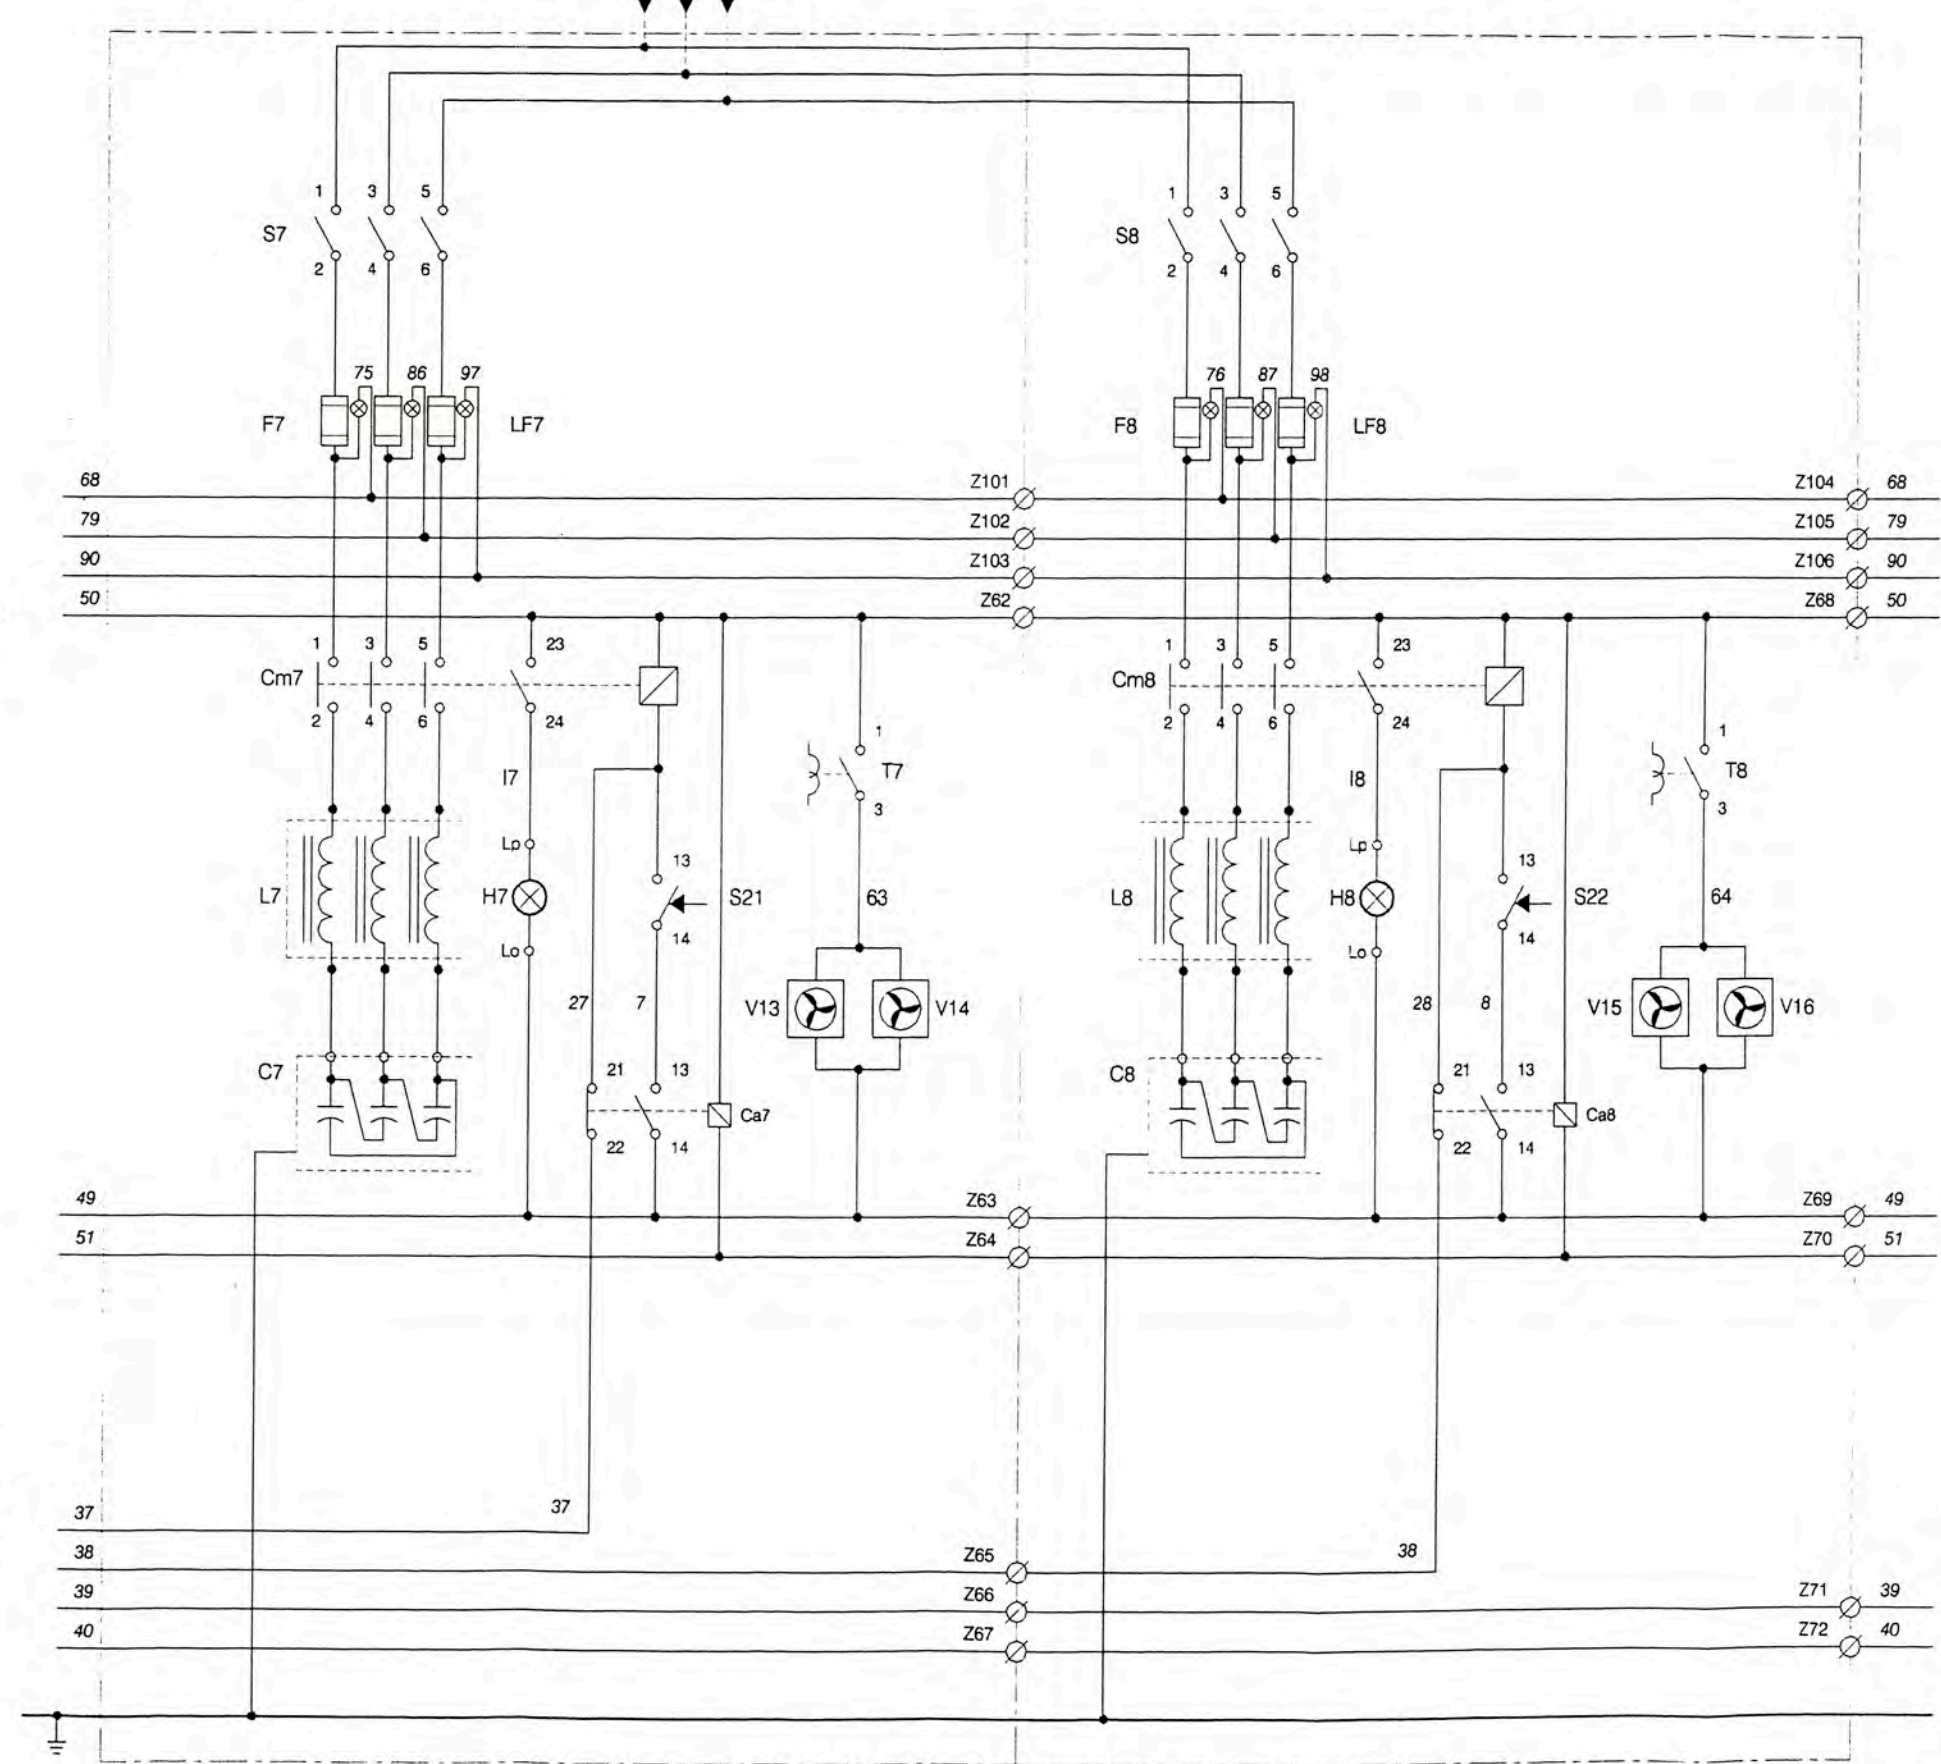 1 3 5 1 3 5
S7 S8
2 4 6 2 4 6
75 86 97 76 87 98
F7 LF7 F8 LF8
68 Z101 Z104 68
79 Z102 Z105 79
90 Z103 Z106 90
50 Z62 Z68 50
1 3 5 23 1 3 5 23
Cm7 Cm8
2 4 6 24 2 4 6 24
1 1
I7 T7 I8 T8
3 3
Lp Lp
13 13
L7 H7 S21 63 L8 H8 S22 64
14 14
Lo Lo
27 7 V13 V14 28 8 V15 V16
C7 21 13 C8 21 13
Ca7 Ca8
22 14 22 14
49 Z63 Z69 49
51 Z64 Z70 51
37 37
38 Z65 38
39 Z66 Z71 39
40 Z67 Z72 40